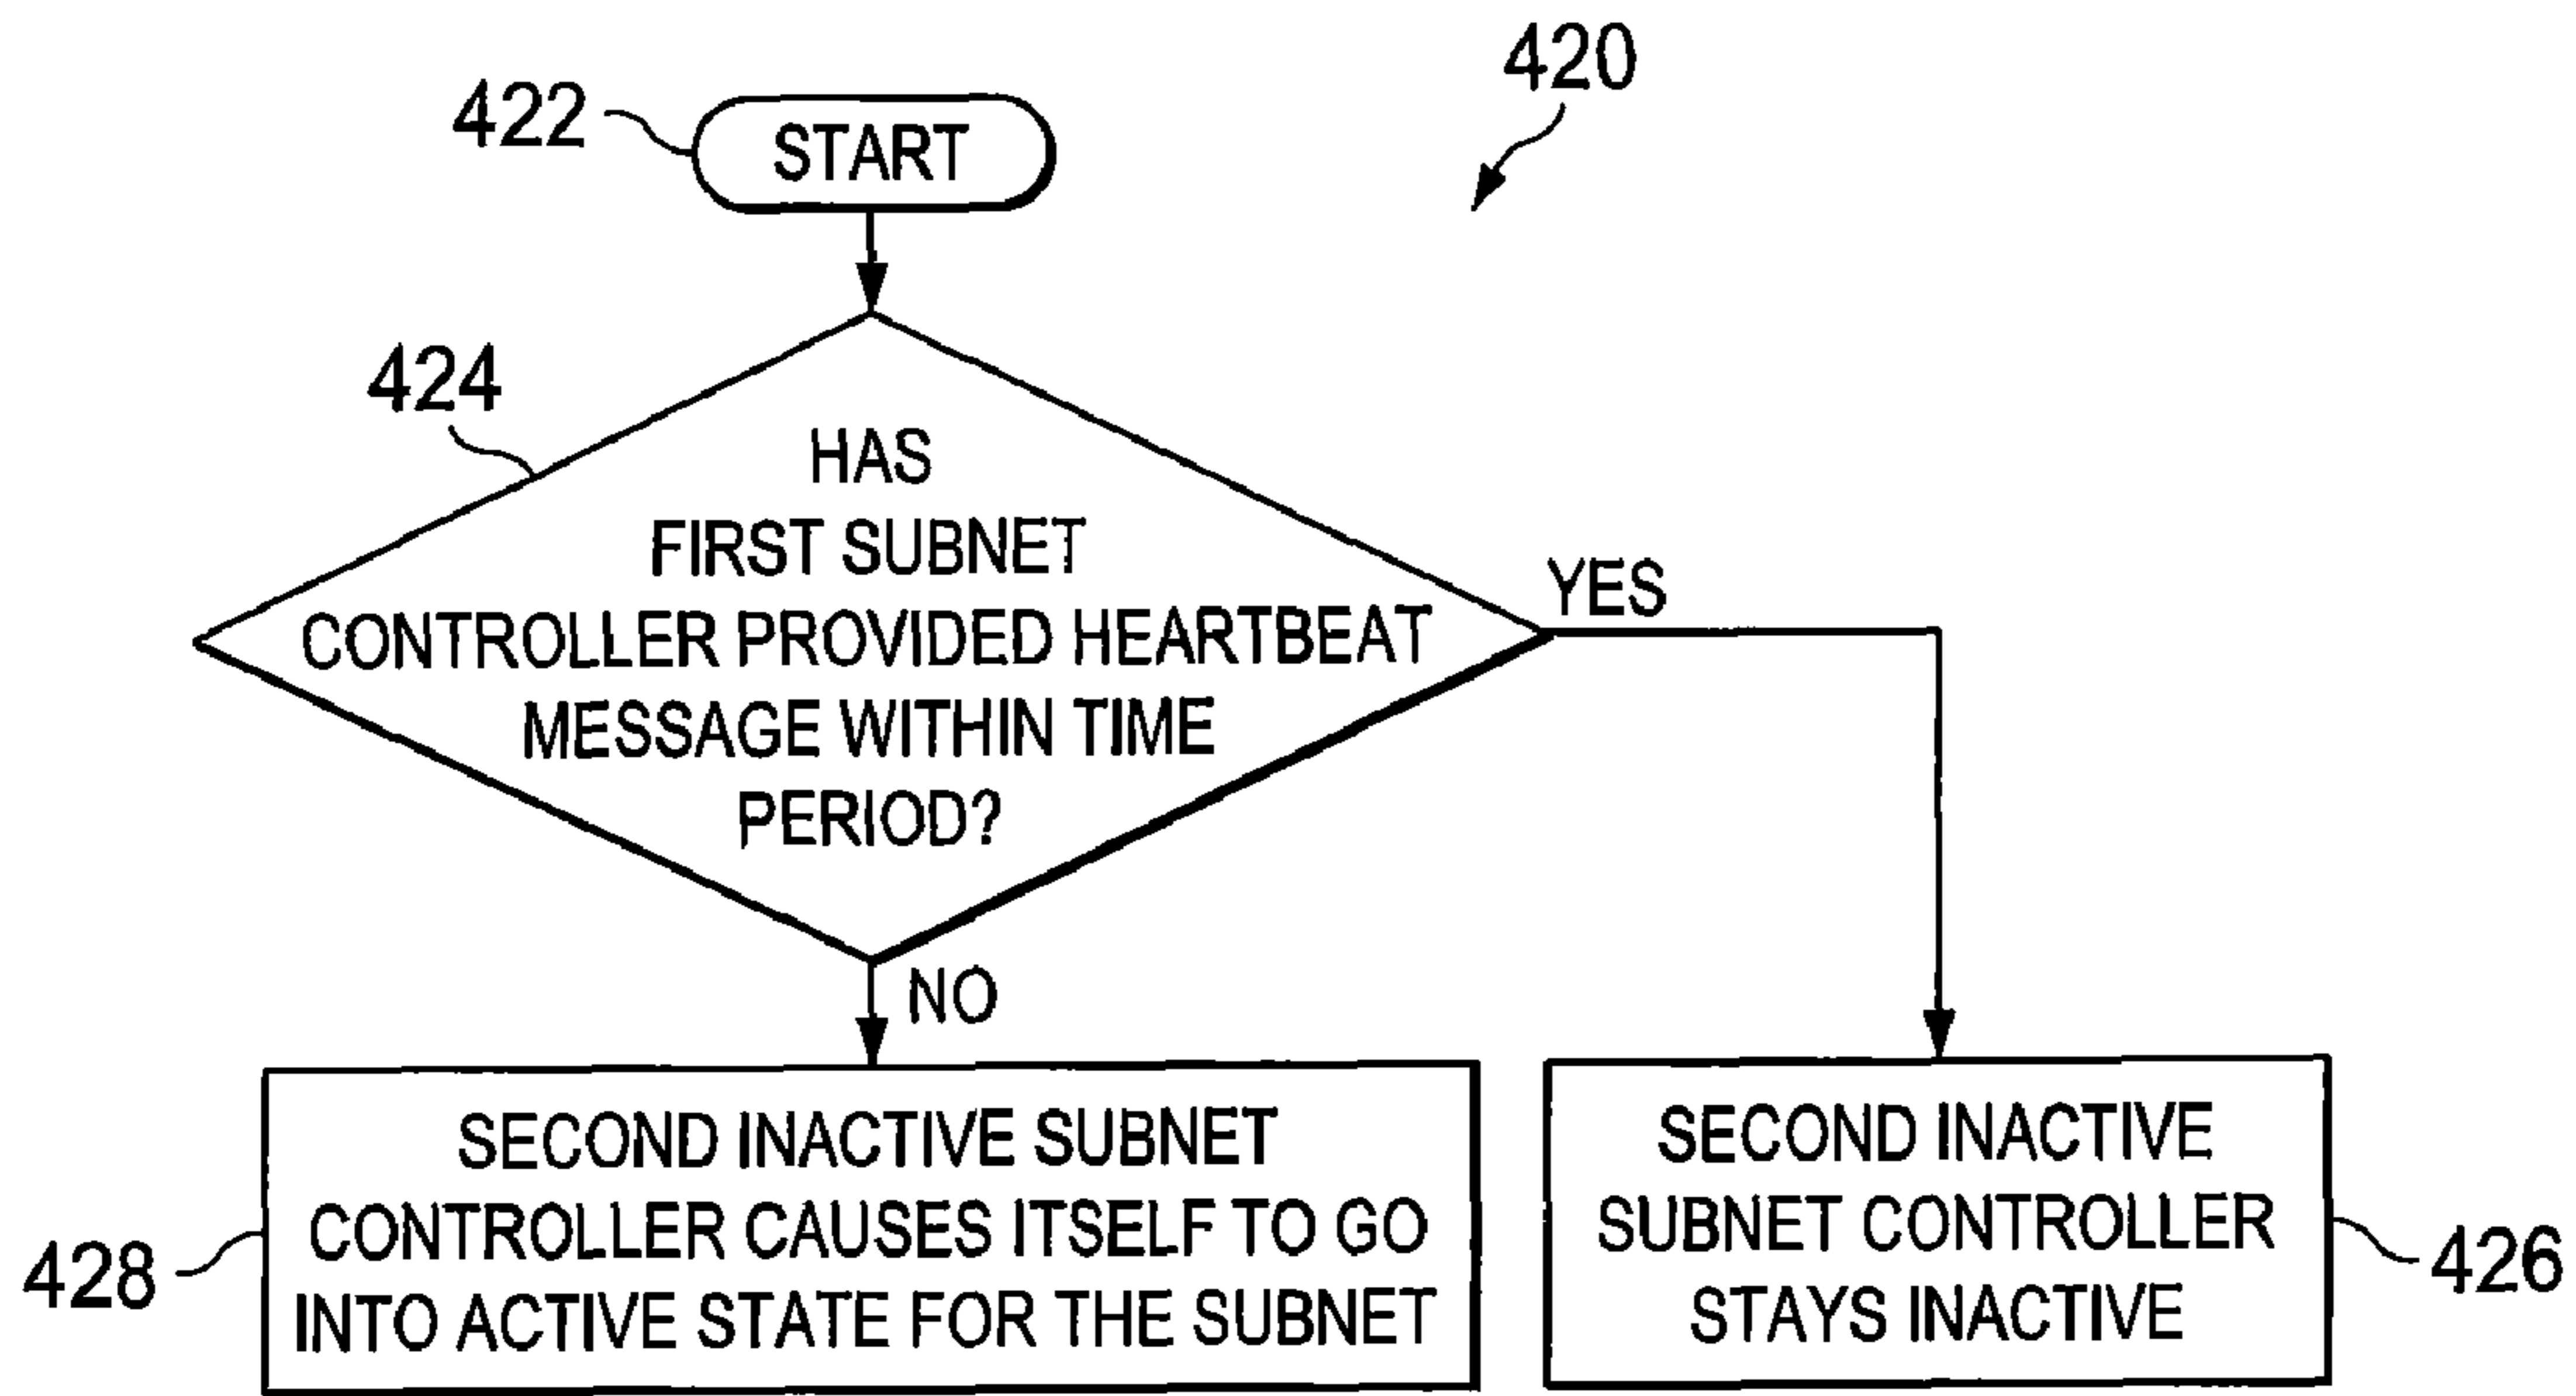 420
422
START
424
HAS
FIRST SUBNET
CONTROLLER PROVIDED HEARTBEAT
MESSAGE WITHIN TIME
PERIOD?
YES
NO
SECOND INACTIVE SUBNET
CONTROLLER CAUSES ITSELF TO GO
INTO ACTIVE STATE FOR THE SUBNET
428
SECOND INACTIVE
SUBNET CONTROLLER
STAYS INACTIVE
426